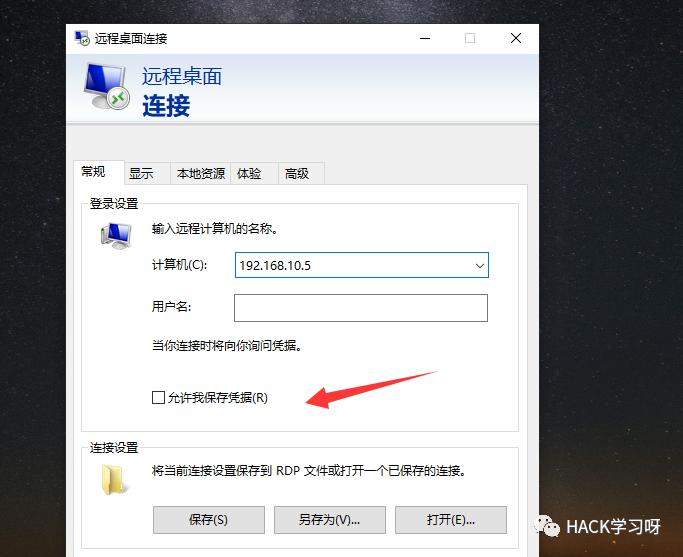 远程桌面连接
远程桌面
连接
常规 显示 本地资源 体验 高级
登录设置
输入远程计算机的名称。
计算机(C): 192.168.10.5
用户名:
当你连接时将向你询问凭据。
允许我保存凭据(R)
连接设置
将当前连接设置保存到 RDP 文件或打开一个已保存的连接。
保存(S) 另存为(V)... 打开(E)...
HACK学习呀